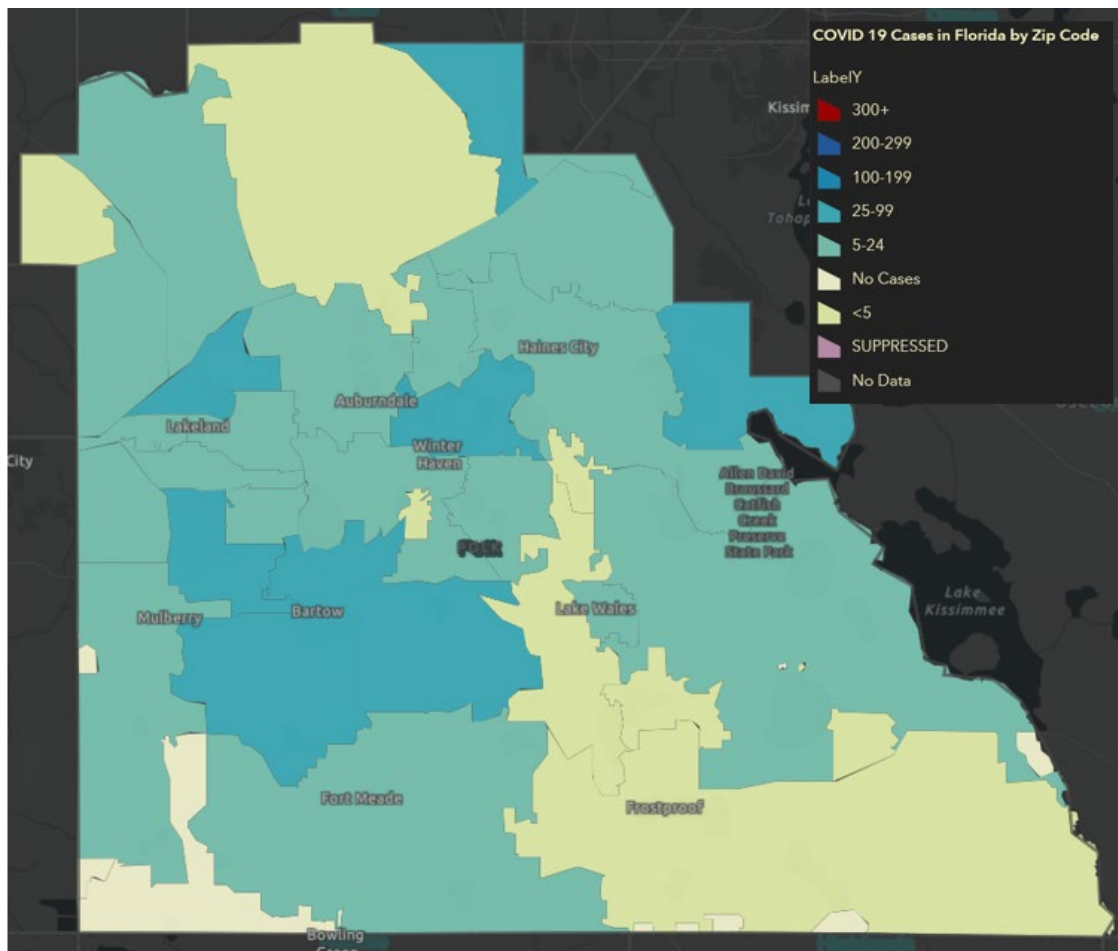 COVID 19 Cases in Florida by Zip Code
LabelY
300+
200-299
100-199
25-99
5-24
No Cases
<5
SUPPRESSED
No Data
Kissim
Tohop
Haines City
Auburndale
Lakeland
Winter
Haven
City
Allen David
Broussard
Catfish
Creek
Preserve
State Park
POLK
Lake
Kissimmee
Lake Wales
Mulberry
Bartow
Fort Meade
Frostproof
Bowling